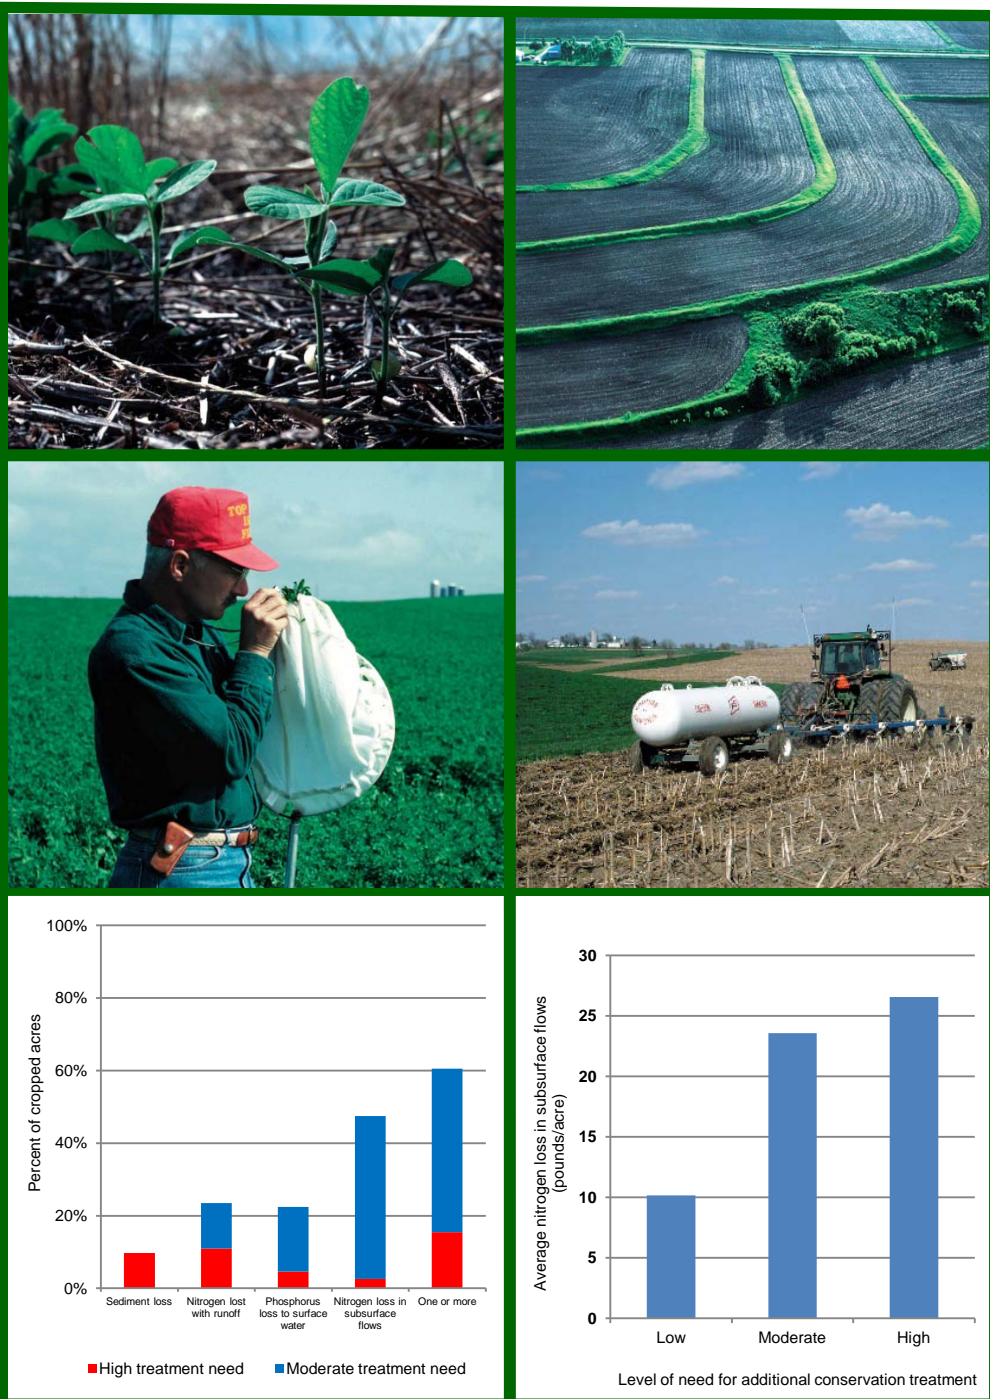 TOP
100%
80%
60%
40%
20%
0%
Percent of cropped acres
Sediment loss
Nitrogen lost
with runoff
Phosphorus
loss to surface
water
Nitrogen loss in
subsurface
flows
One or more
High treatment need
Moderate treatment need
30
25
20
15
10
5
0
Average nitrogen loss in subsurface flows
(pounds/acre)
Low
Moderate
High
Level of need for additional conservation treatment